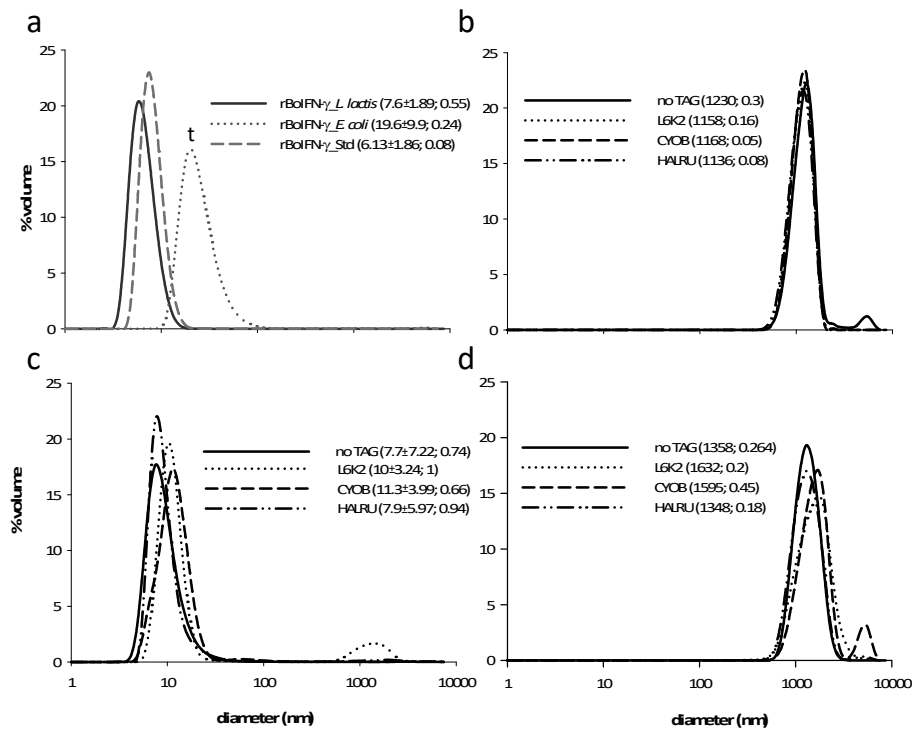 a
25
20
15
10
5
0
%volume
t
rBoIFN-γ_L lactis (7.6±1.89; 0.55)
rBoIFN-γ_E coli (19.6±9.9; 0.24)
rBoIFN-γ_Std (6.13±1.86; 0.08)
b
25
20
15
10
5
0
no TAG (1230; 0.3)
L6K2 (1158; 0.16)
CYOB (1168; 0.05)
HALRU (1136; 0.08)
c
25
20
15
10
5
0
%volume
no TAG (7.7±7.22; 0.74)
L6K2 (10±3.24; 1)
CYOB (11.3±3.99; 0.66)
HALRU (7.9±5.97; 0.94)
1 10 100 1000 10000
diameter (nm)
d
25
20
15
10
5
0
no TAG (1358; 0.264)
L6K2 (1632; 0.2)
CYOB (1595; 0.45)
HALRU (1348; 0.18)
1 10 100 1000 10000
diameter (nm)